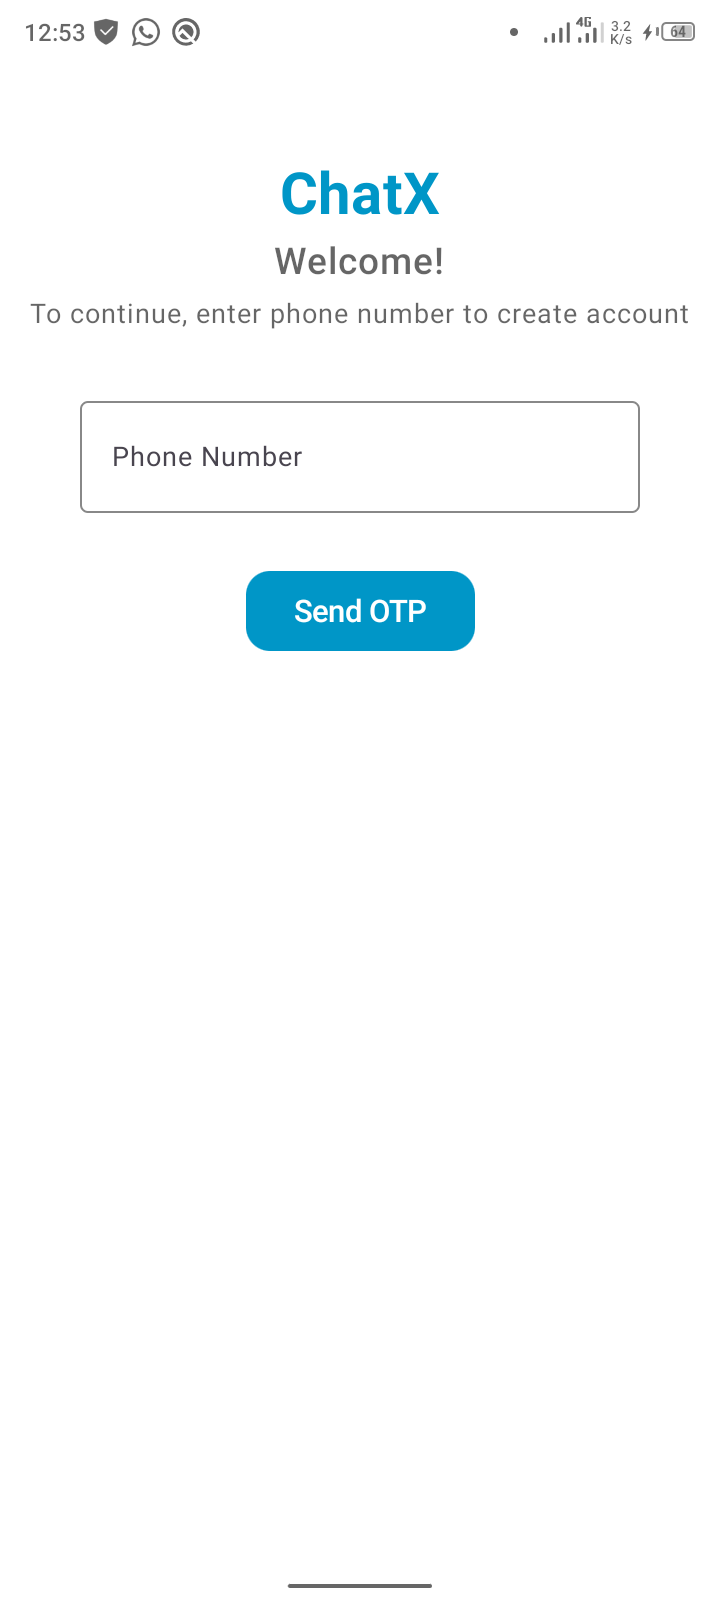 12:53 4G 3.2 K/s 64
ChatX
Welcome!
To continue, enter phone number to create account
Phone Number
Send OTP